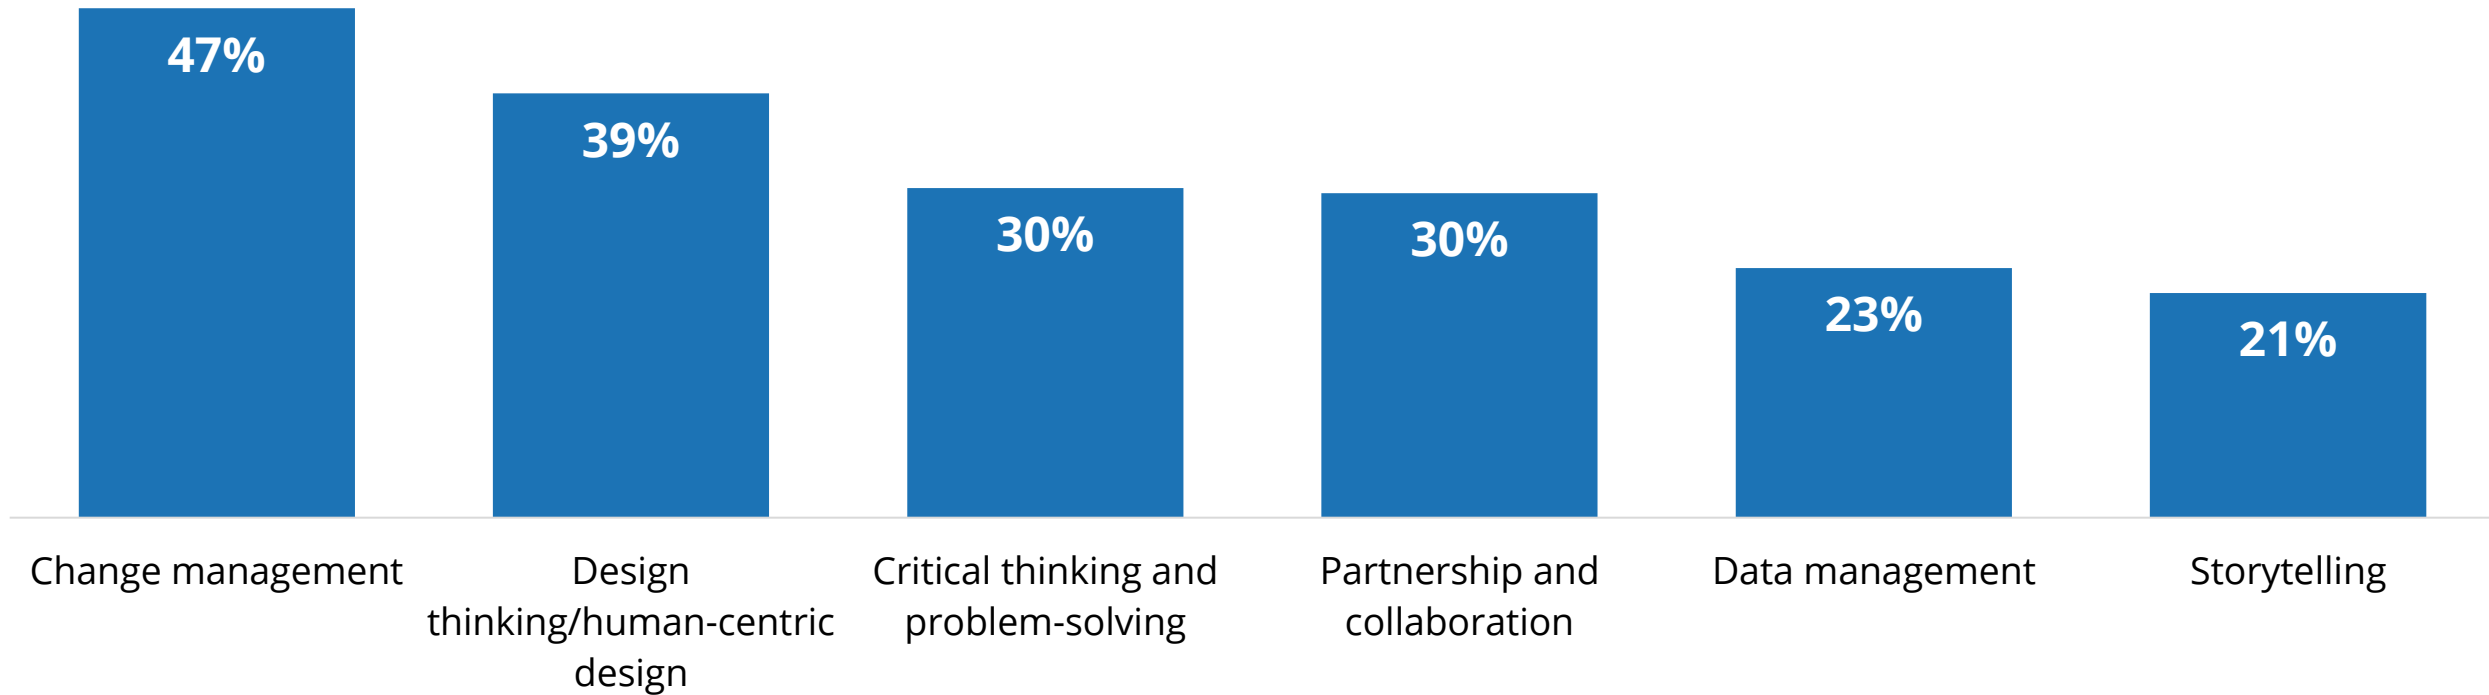 47%
39%
30%
30%
23%
21%
Change management
Design
thinking/human-centric
design
Critical thinking and
problem-solving
Partnership and
collaboration
Data management
Storytelling